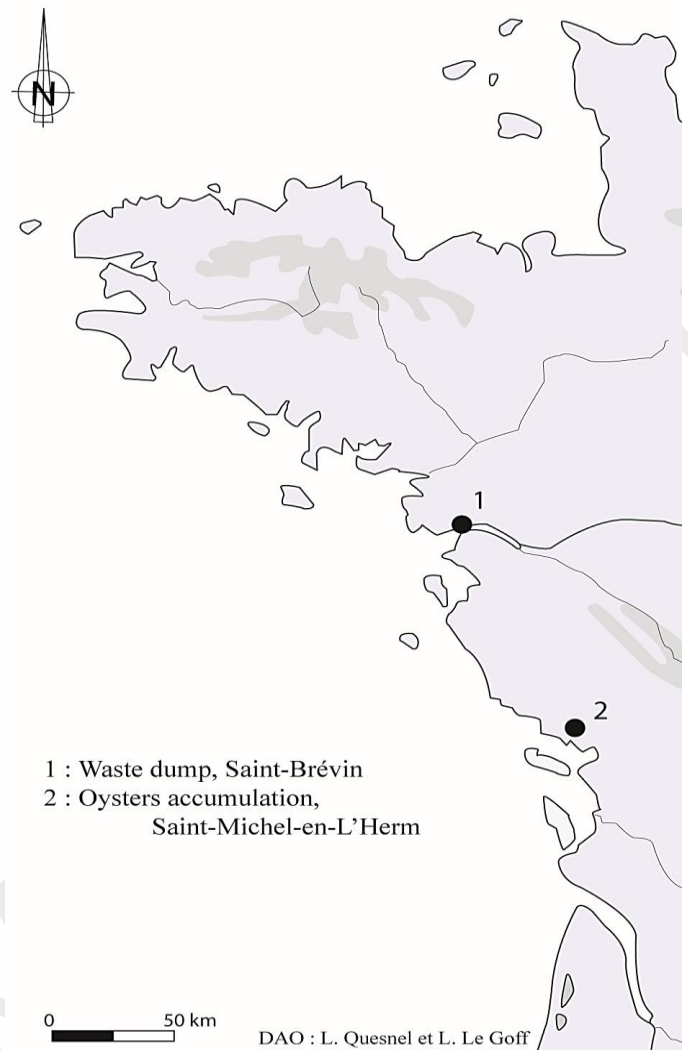 N
1
2
1 : Waste dump, Saint-Brévin
2 : Oysters accumulation,
Saint-Michel-en-L'Herm
0 50 km
DAO : L. Quesnel et L. Le Goff